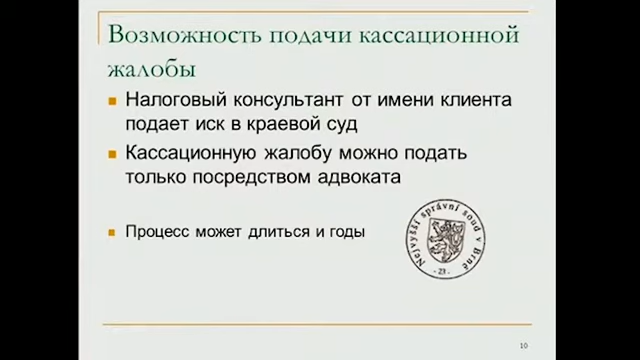 Возможность подачи кассационной
жалобы
Налоговый консультант от имени клиента
подает иск в краевой суд
Кассационную жалобу можно подать
только посредством адвоката
Процесс может длиться и годы
Nejvyšší správní soud v Brně
- 23 -
10